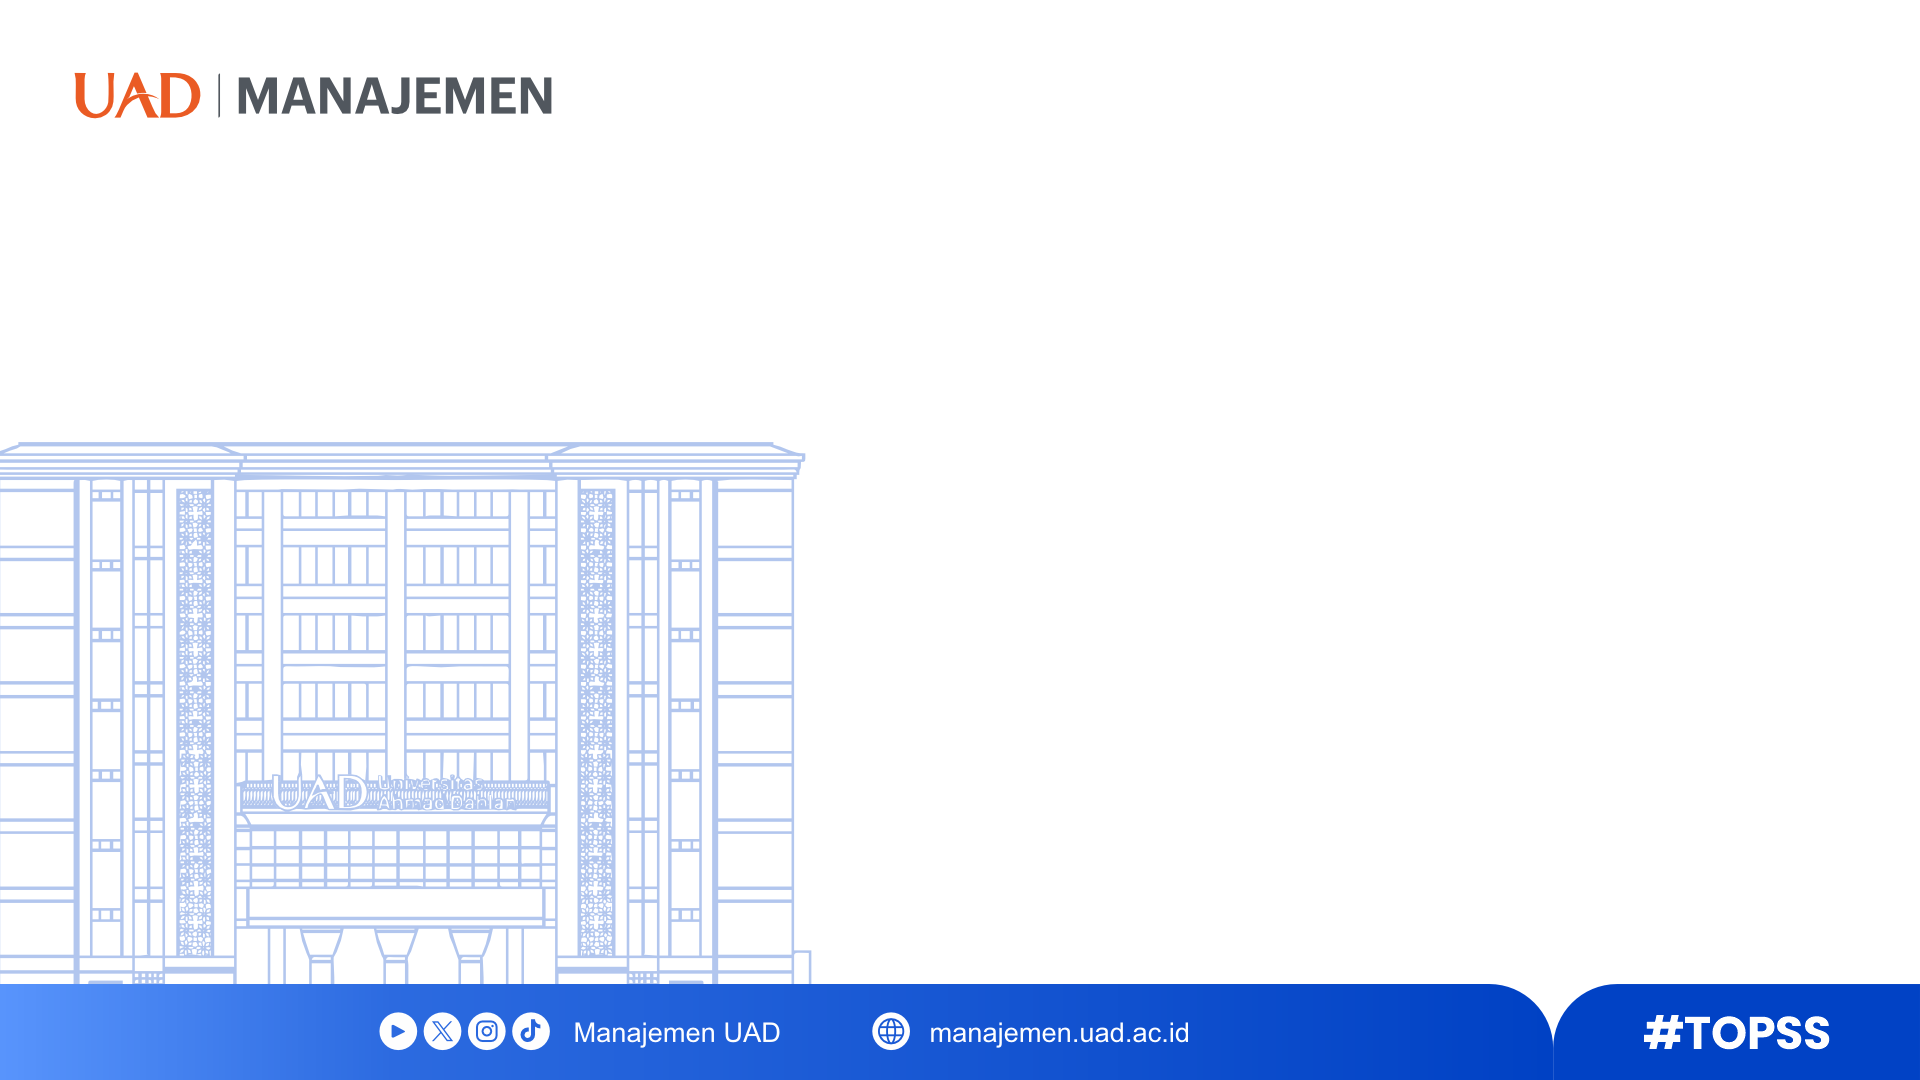 UAD | MANAJEMEN
UAD Universitas
Ahmad Dahlan
Manajemen UAD
manajemen.uad.ac.id
#TOPSS